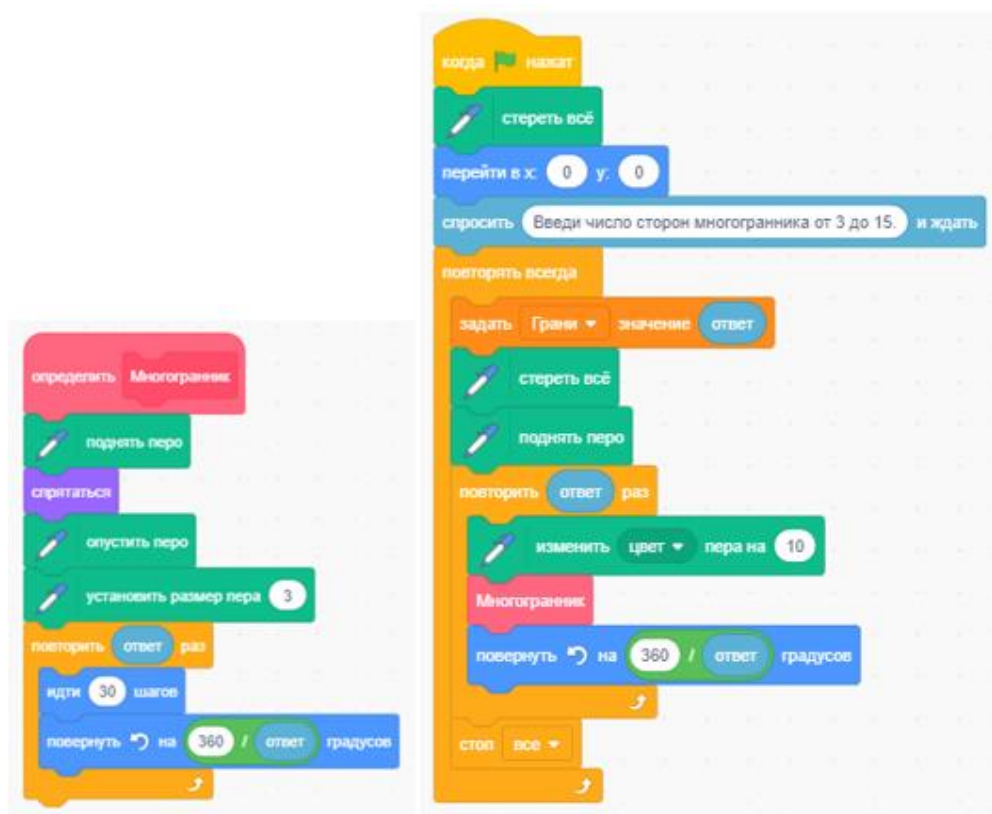 определить Многогранник
поднять перо
спрятаться
опустить перо
установить размер пера 3
повторить ответ раз
идти 30 шагов
повернуть на 360 / ответ градусов
когда нажат
стереть всё
перейти в x: 0 y: 0
спросить Введи число сторон многогранника от 3 до 15. и ждать
повторять всегда
задать Грани значение ответ
стереть всё
поднять перо
повторить ответ раз
изменить цвет пера на 10
Многогранник
повернуть на 360 / ответ градусов
стоп все